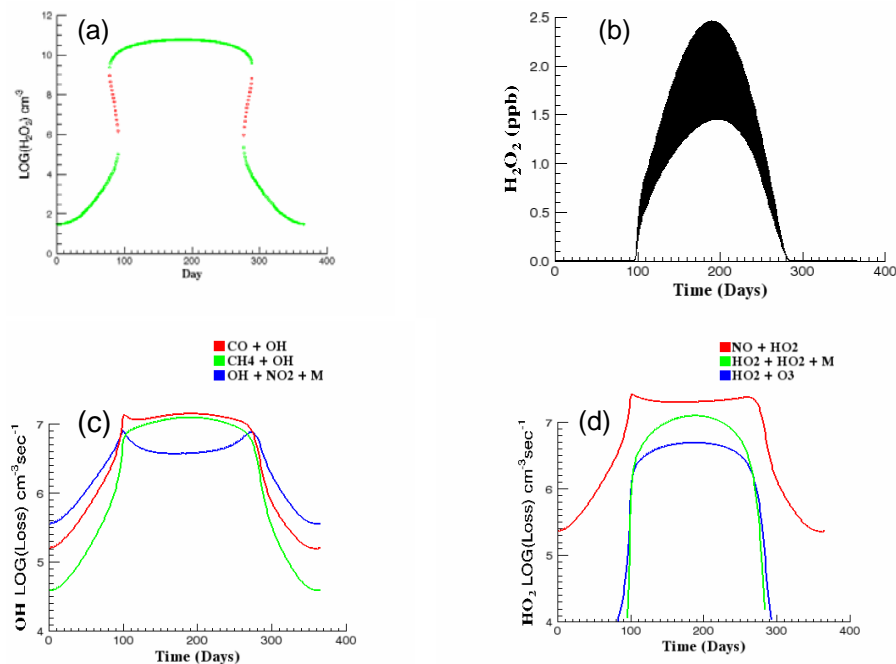 (a)
12
10
8
6
4
2
0
LOG(H₂O₂) cm⁻³
0 100 200 300 400
Day
(b)
2.5
2.0
1.5
1.0
0.5
0.0
H₂O₂ (ppb)
0 100 200 300 400
Time (Days)
CO + OH
CH4 + OH
OH + NO2 + M
(c)
7
6
5
4
OH LOG(Loss) cm⁻³sec⁻¹
0 100 200 300 400
Time (Days)
NO + HO2
HO2 + HO2 + M
HO2 + O3
(d)
7
6
5
4
HO₂ LOG(Loss) cm⁻³sec⁻¹
0 100 200 300 400
Time (Days)